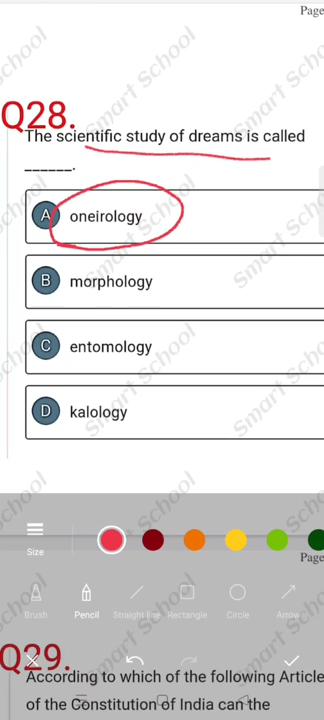 Page
Q28.
The scientific study of dreams is called
______.
A oneirology
B morphology
C entomology
D kalology
Size
Page
Brush Pencil Straight line Rectangle Circle Arrow
Q29.
According to which of the following Article
of the Constitution of India can the
Smart School